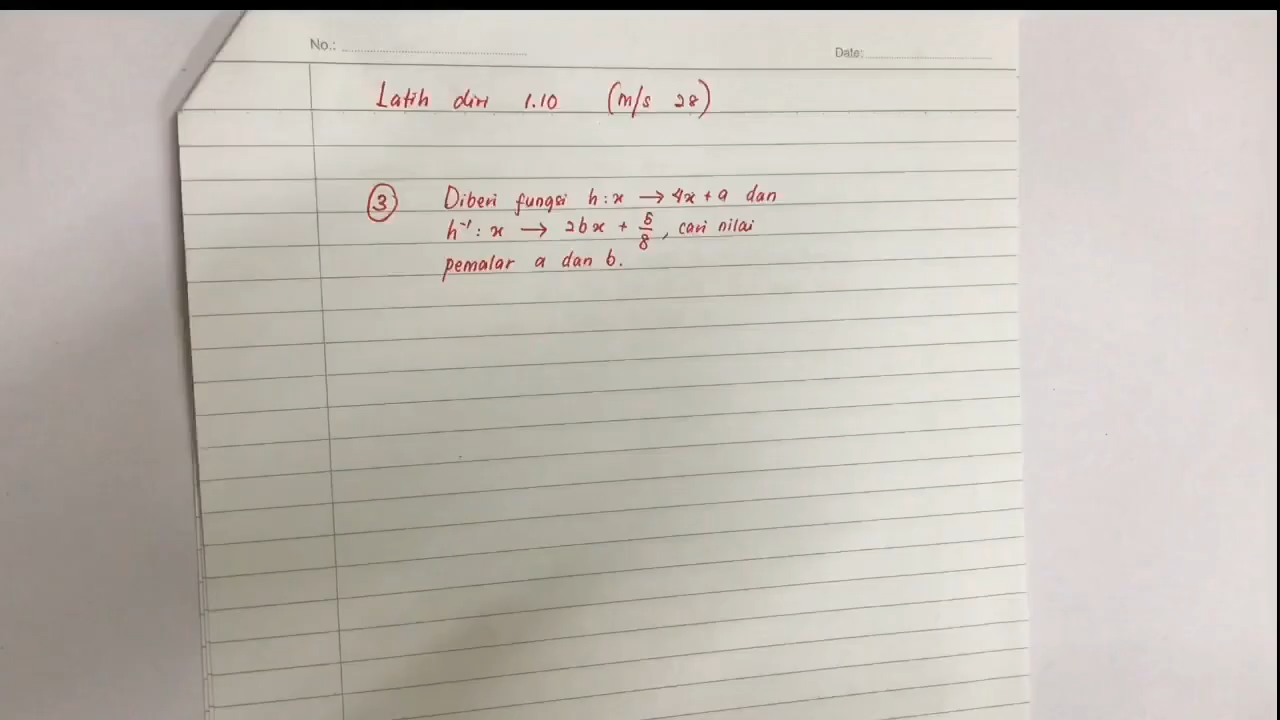 No.:
Date:
Latih diri 1.10 (m/s 28)
③ Diberi fungsi h : x → 4x + a dan
h⁻¹ : x → 2bx + 5/8, cari nilai
pemalar a dan b.